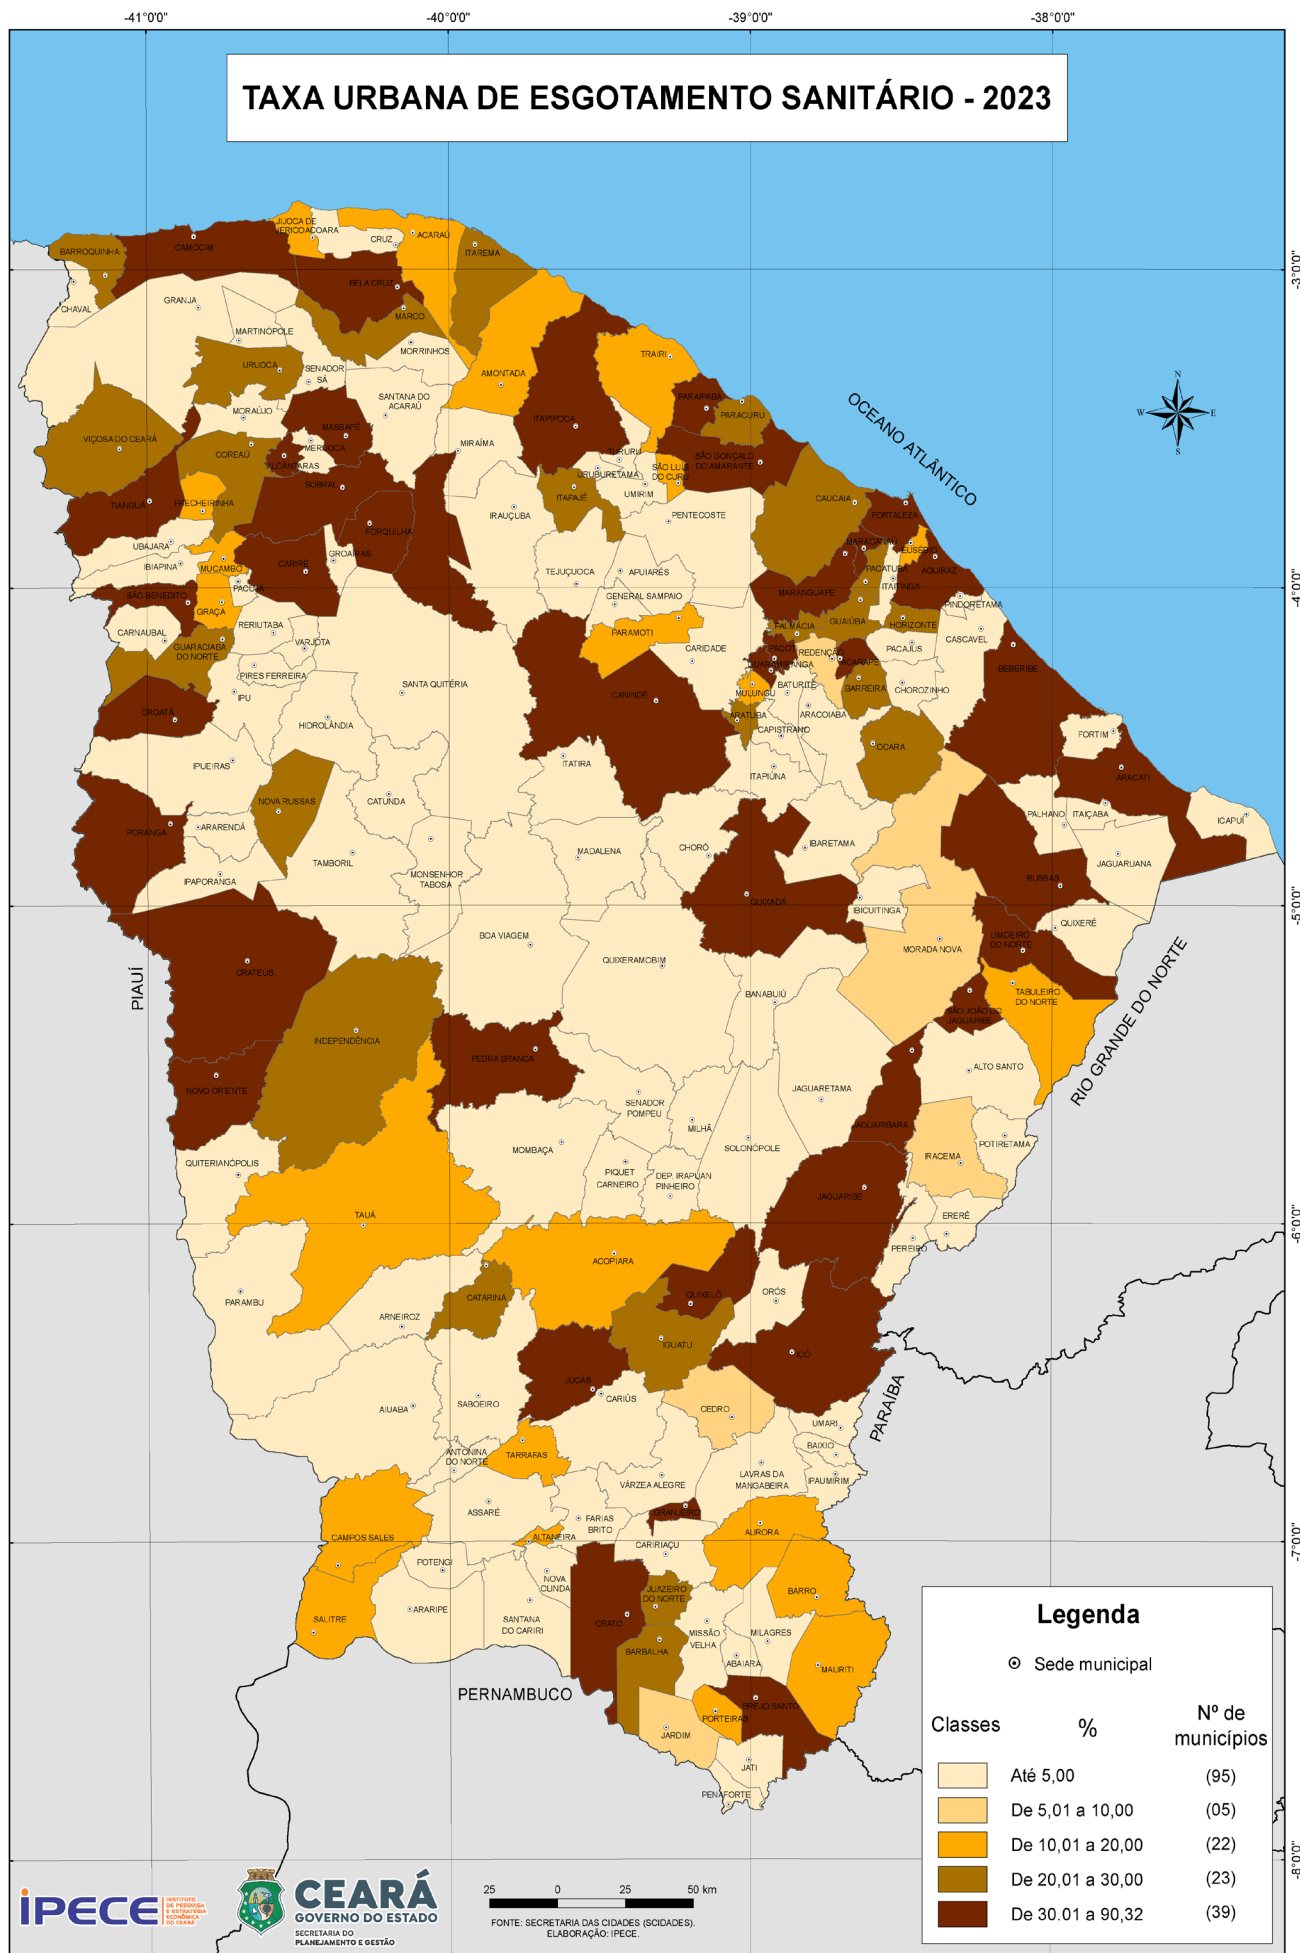 -41°0'0"
-40°0'0"
-39°0'0"
-38°0'0"
TAXA URBANA DE ESGOTAMENTO SANITÁRIO - 2023
JIJOCA DE
JERICOACOARA
CRUZ
ACARAÚ
BARROQUINHA
CAMOCIM
ITAREMA
-3°0'0"
CHAVAL
GRANJA
BELA CRUZ
MARCO
MARTINÓPOLE
MORRINHOS
TRAIRI
URUOCA
SENADOR
SÁ
AMONTADA
SANTANA DO
ACARAÚ
PARAIPABA
PARACURU
OCEANO ATLÂNTICO
N
W
E
S
MORAÚJO
MASSAPÊ
ITAPIPOCA
VIÇOSA DO CEARÁ
COREAÚ
MERUOCA
MIRAÍMA
TURURU
SÃO GONÇALO
DO AMARANTE
ALCÂNTARAS
URUBURETAMA
SÃO LUÍS
DO CURU
SOBRAL
ITAPAJÉ
UMIRIM
CAUCAIA
TIANGUÁ
FRECHEIRINHA
IRAUÇUBA
PENTECOSTE
FORTALEZA
FORQUILHA
UBAJARA
GROAÍRAS
MARACANAÚ
EUSÉBIO
IBIAPINA
MUCAMBO
CARIRÉ
TEJUÇUOCA
APUIARÉS
PACATUBA
AQUIRAZ
ITAITINGA
PACUJÁ
-4°0'0"
SÃO BENEDITO
GENERAL SAMPAIO
MARANGUAPE
PINDORETAMA
GRAÇA
CARNAUBAL
RERIUTABA
PARAMOTI
PALMÁCIA
GUAIÚBA
HORIZONTE
CASCAVEL
GUARACIABA
DO NORTE
VARJOTA
CARIDADE
PACOTI
REDENÇÃO
PACAJUS
GUARAMIRANGA
ACARAPE
BEBERIBE
PIRES FERREIRA
SANTA QUITÉRIA
CANINDÉ
MULUNGU
BATURITÉ
BARREIRA
CHOROZINHO
IPU
CROATÁ
ARATUBA
ARACOIABA
HIDROLÂNDIA
CAPISTRANO
FORTIM
OCARA
IPUEIRAS
ITATIRA
ITAPIÚNA
ARACATI
NOVA RUSSAS
CATUNDA
PALHANO
ITAIÇABA
ICAPUÍ
PORANGA
ARARENDÁ
TAMBORIL
MADALENA
CHORÓ
IBARETAMA
JAGUARUANA
IPAPORANGA
MONSENHOR
TABOSA
RUSSAS
QUIXADÁ
-5°0'0"
IBICUITINGA
QUIXERÉ
BOA VIAGEM
LIMOEIRO
DO NORTE
MORADA NOVA
QUIXERAMOBIM
CRATEÚS
PIAUÍ
BANABUIÚ
TABULEIRO
DO NORTE
SÃO JOÃO DO
JAGUARIBE
RIO GRANDE DO NORTE
INDEPENDÊNCIA
PEDRA BRANCA
ALTO SANTO
NOVO ORIENTE
JAGUARETAMA
SENADOR
POMPEU
JAGUARIBARA
MILHÃ
MOMBAÇA
SOLONÓPOLE
POTIRETAMA
IRACEMA
QUITERIANÓPOLIS
PIQUET
CARNEIRO
DEP. IRAPUAN
PINHEIRO
JAGUARIBE
TAUÁ
ERERÉ
-6°0'0"
PEREIRO
ACOPIARA
PARAMBU
CATARINA
QUIXELÔ
ORÓS
ARNEIROZ
IGUATU
ICÓ
JUCÁS
PARAÍBA
CARIÚS
AIUABA
SABOEIRO
CEDRO
UMARI
BAIXIO
ANTONINA
DO NORTE
TARRAFAS
LAVRAS DA
MANGABEIRA
IPAUMIRIM
VÁRZEA ALEGRE
ASSARÉ
GRANJEIRO
FARIAS
BRITO
AURORA
CAMPOS SALES
ALTANEIRA
-7°0'0"
CARIRIAÇU
POTENGI
NOVA
OLINDA
JUAZEIRO
DO NORTE
BARRO
SALITRE
ARARIPE
SANTANA
DO CARIRI
CRATO
MISSÃO
VELHA
MILAGRES
BARBALHA
ABAIARA
MAURITI
PERNAMBUCO
BREJO SANTO
PORTEIRAS
JARDIM
JATI
PENAFORTE
Legenda
Sede municipal
Classes
%
Nº de
municípios
Até 5,00 (95)
De 5,01 a 10,00 (05)
De 10,01 a 20,00 (22)
De 20,01 a 30,00 (23)
De 30.01 a 90,32 (39)
-8°0'0"
iPECE
INSTITUTO
DE PESQUISA
E ESTRATÉGIA
ECONÔMICA
DO CEARÁ
CEARÁ
GOVERNO DO ESTADO
SECRETARIA DO
PLANEJAMENTO E GESTÃO
25 0 25 50 km
FONTE: SECRETARIA DAS CIDADES (SCIDADES).
ELABORAÇÃO: IPECE.